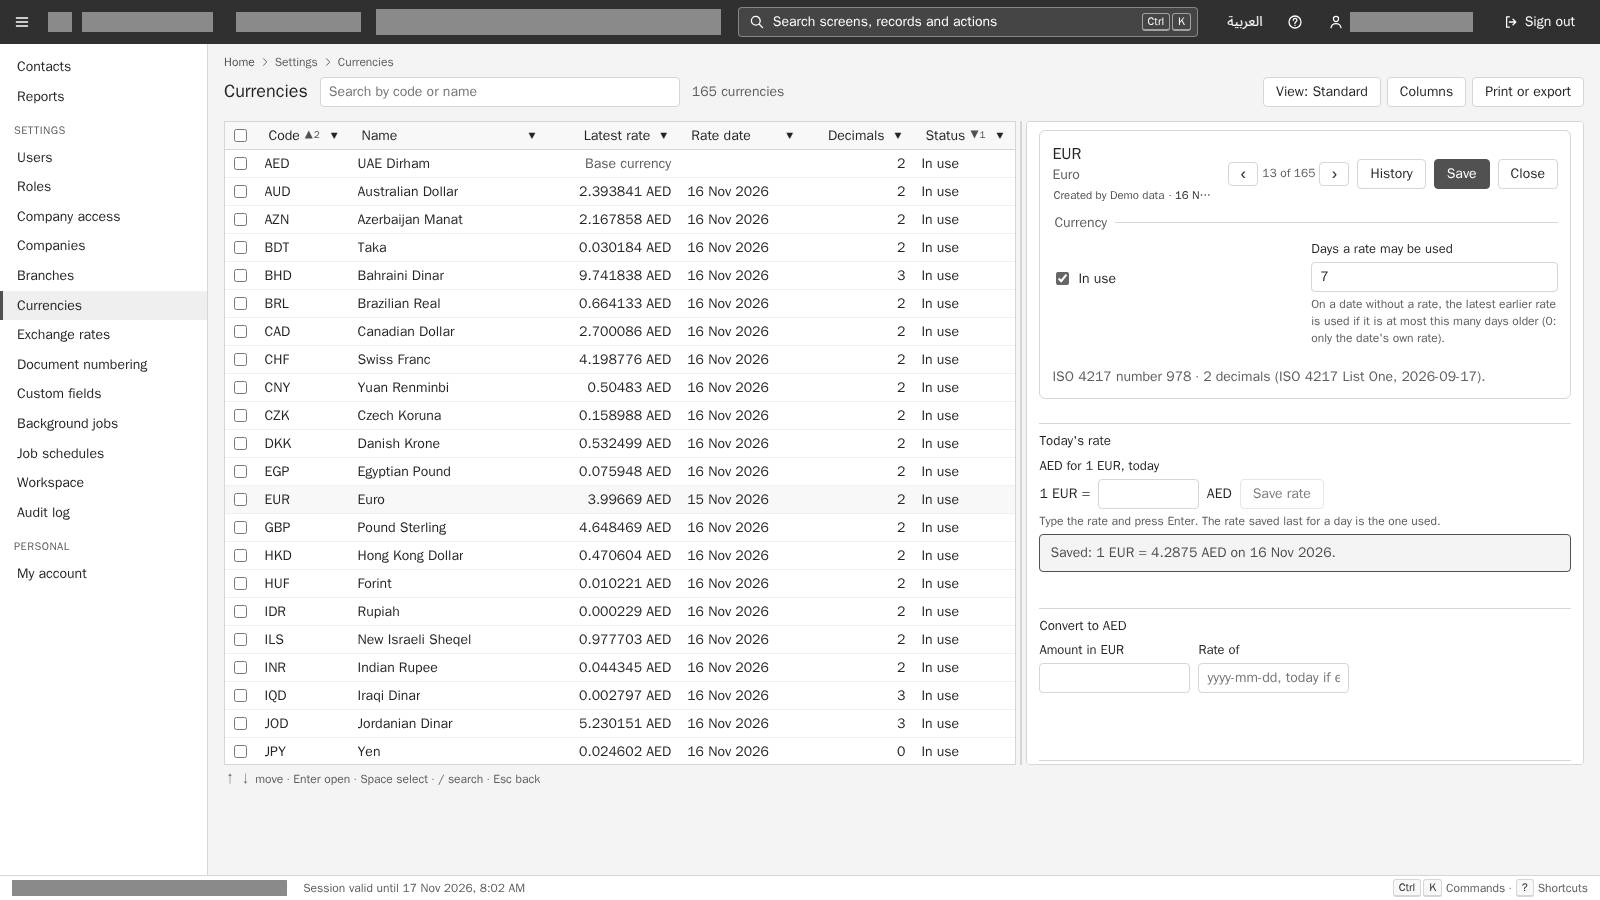 Search screens, records and actions Ctrl K العربية Sign out
Contacts
Reports
SETTINGS
Users
Roles
Company access
Companies
Branches
Currencies
Exchange rates
Document numbering
Custom fields
Background jobs
Job schedules
Workspace
Audit log
PERSONAL
My account
Home > Settings > Currencies
Currencies Search by code or name 165 currencies View: Standard Columns Print or export
Code ▲2 ▼ Name ▼ Latest rate ▼ Rate date ▼ Decimals ▼ Status ▼1 ▼
AED UAE Dirham Base currency 2 In use
AUD Australian Dollar 2.393841 AED 16 Nov 2026 2 In use
AZN Azerbaijan Manat 2.167858 AED 16 Nov 2026 2 In use
BDT Taka 0.030184 AED 16 Nov 2026 2 In use
BHD Bahraini Dinar 9.741838 AED 16 Nov 2026 3 In use
BRL Brazilian Real 0.664133 AED 16 Nov 2026 2 In use
CAD Canadian Dollar 2.700086 AED 16 Nov 2026 2 In use
CHF Swiss Franc 4.198776 AED 16 Nov 2026 2 In use
CNY Yuan Renminbi 0.50483 AED 16 Nov 2026 2 In use
CZK Czech Koruna 0.158988 AED 16 Nov 2026 2 In use
DKK Danish Krone 0.532499 AED 16 Nov 2026 2 In use
EGP Egyptian Pound 0.075948 AED 16 Nov 2026 2 In use
EUR Euro 3.99669 AED 15 Nov 2026 2 In use
GBP Pound Sterling 4.648469 AED 16 Nov 2026 2 In use
HKD Hong Kong Dollar 0.470604 AED 16 Nov 2026 2 In use
HUF Forint 0.010221 AED 16 Nov 2026 2 In use
IDR Rupiah 0.000229 AED 16 Nov 2026 2 In use
ILS New Israeli Sheqel 0.977703 AED 16 Nov 2026 2 In use
INR Indian Rupee 0.044345 AED 16 Nov 2026 2 In use
IQD Iraqi Dinar 0.002797 AED 16 Nov 2026 3 In use
JOD Jordanian Dinar 5.230151 AED 16 Nov 2026 3 In use
JPY Yen 0.024602 AED 16 Nov 2026 0 In use
↑ ↓ move · Enter open · Space select · / search · Esc back
EUR
Euro
Created by Demo data · 16 N…
‹ 13 of 165 › History Save Close
Currency
In use
Days a rate may be used
7
On a date without a rate, the latest earlier rate
is used if it is at most this many days older (0:
only the date's own rate).
ISO 4217 number 978 · 2 decimals (ISO 4217 List One, 2026-09-17).
Today's rate
AED for 1 EUR, today
1 EUR = AED Save rate
Type the rate and press Enter. The rate saved last for a day is the one used.
Saved: 1 EUR = 4.2875 AED on 16 Nov 2026.
Convert to AED
Amount in EUR Rate of
yyyy-mm-dd, today if e
Session valid until 17 Nov 2026, 8:02 AM Ctrl K Commands · ? Shortcuts